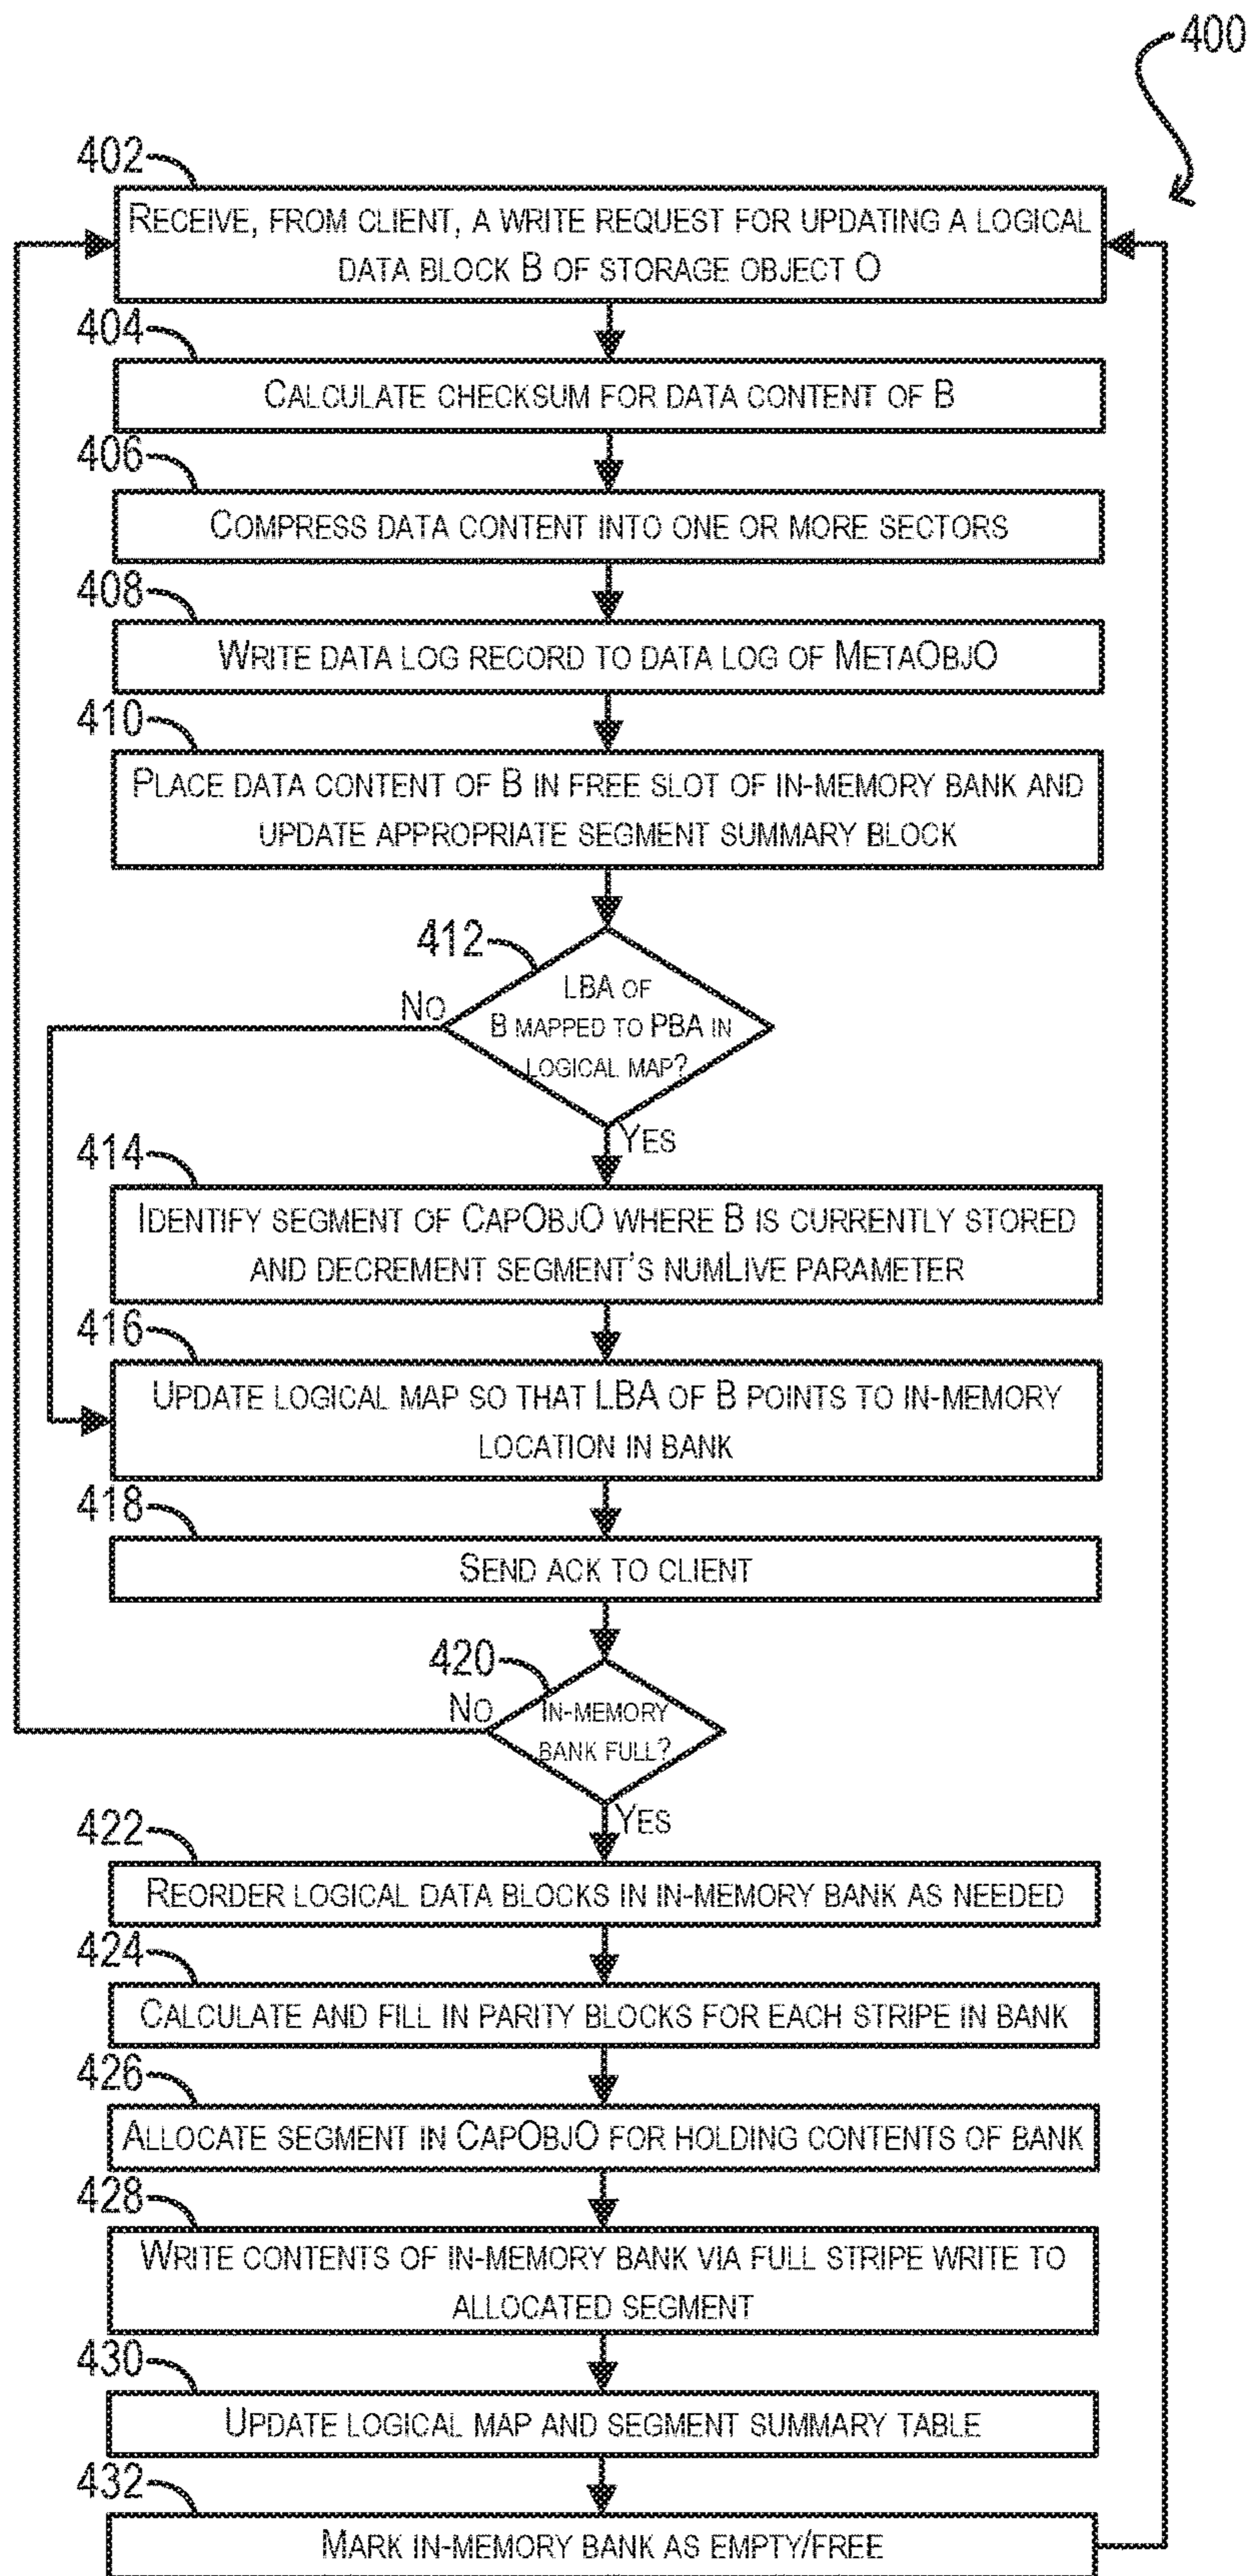 400
402
Receive, from client, a write request for updating a logical
data block B of storage object O
404
Calculate checksum for data content of B
406
Compress data content into one or more sectors
408
Write data log record to data log of MetaObjO
410
Place data content of B in free slot of in-memory bank and
update appropriate segment summary block
412
LBA of
B mapped to PBA in
logical map?
No
Yes
414
Identify segment of CapObjO where B is currently stored
and decrement segment's numLive parameter
416
Update logical map so that LBA of B points to in-memory
location in bank
418
Send ack to client
420
In-memory
bank full?
No
Yes
422
Reorder logical data blocks in in-memory bank as needed
424
Calculate and fill in parity blocks for each stripe in bank
426
Allocate segment in CapObjO for holding contents of bank
428
Write contents of in-memory bank via full stripe write to
allocated segment
430
Update logical map and segment summary table
432
Mark in-memory bank as empty/free